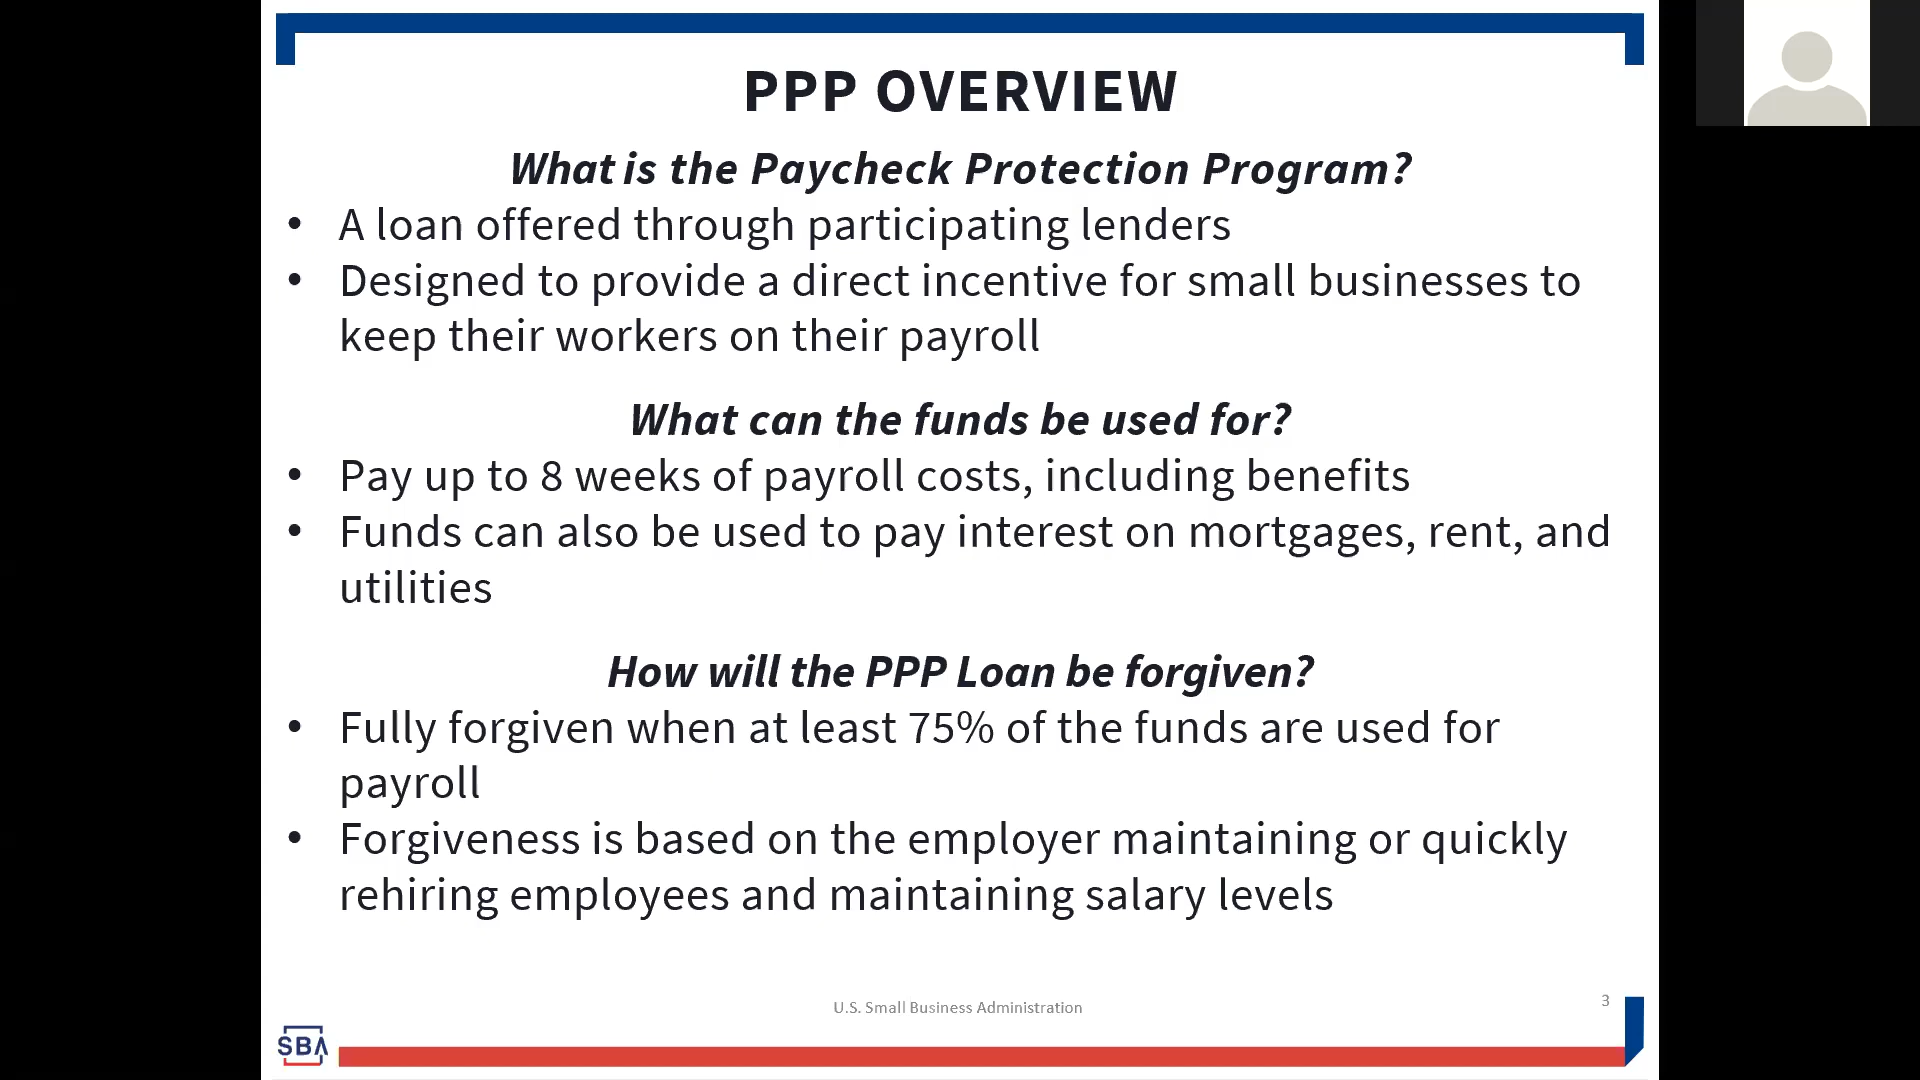 PPP OVERVIEW
What is the Paycheck Protection Program?
• A loan offered through participating lenders
• Designed to provide a direct incentive for small businesses to
keep their workers on their payroll
What can the funds be used for?
• Pay up to 8 weeks of payroll costs, including benefits
• Funds can also be used to pay interest on mortgages, rent, and
utilities
How will the PPP Loan be forgiven?
• Fully forgiven when at least 75% of the funds are used for
payroll
• Forgiveness is based on the employer maintaining or quickly
rehiring employees and maintaining salary levels
U.S. Small Business Administration
3
SBA